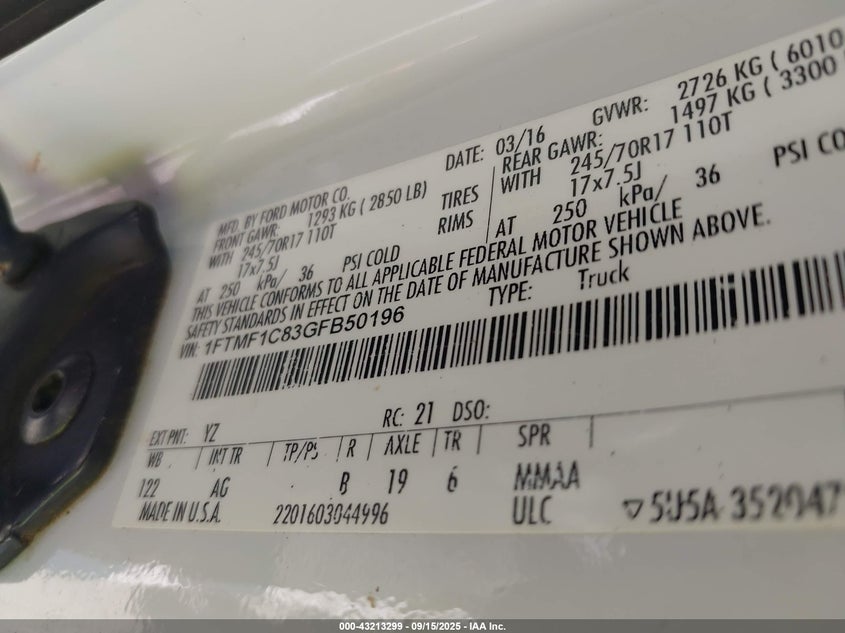 MFD. BY FORD MOTOR CO.
DATE: 03/16
GVWR: 2726 KG ( 6010
FRONT GAWR: 1293 KG ( 2850 LB)
REAR GAWR: 1497 KG ( 3300
WITH 245/70R17 110T
TIRES
WITH 245/70R17 110T
17x7.5J
RIMS
17x7.5J
AT 250 kPa/ 36 PSI COLD
AT 250 kPa/ 36 PSI CO
THIS VEHICLE CONFORMS TO ALL APPLICABLE FEDERAL MOTOR VEHICLE
SAFETY STANDARDS IN EFFECT ON THE DATE OF MANUFACTURE SHOWN ABOVE.
VIN: 1FTMF1C83GFB50196
TYPE: Truck
EXT PNT: YZ RC: 21 DSO:
WB INT TR TP/PS R AXLE TR SPR
122 AG B 19 6 MMAA
MADE IN U.S.A. 2201603044996 ULC ▽5U5A-352047
000-43213299 - 09/15/2025 - IAA Inc.